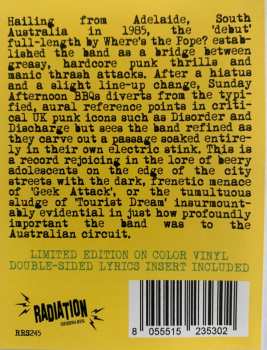 Hailing from Adelaide, South
Australia in 1985, the 'debut'
full-length by Where's the Pope? estab-
lished the band as a bridge between
greasy, hardcore punk thrills and
manic thrash attacks. After a hiatus
and a slight line-up change, Sunday
Afternoon BBQs diverts from the typi-
fied, aural reference points in criti-
cal UK punk icons such as Disorder and
Discharge but sees the band refined as
they carve out a passage soaked entire-
ly in their own electric stink. This is
a record rejoicing in the lore of beery
adolescents on the edge of the city
streets with the dark, frenetic menace
of 'Geek Attack', or the tumultuous
sludge of 'Tourist Dream' insurmount-
ably evidential in just how profoundly
important the band was to the
Australian circuit.
LIMITED EDITION ON COLOR VINYL
DOUBLE-SIDED LYRICS INSERT INCLUDED
RADIATION
RRS245
8 055515 235302